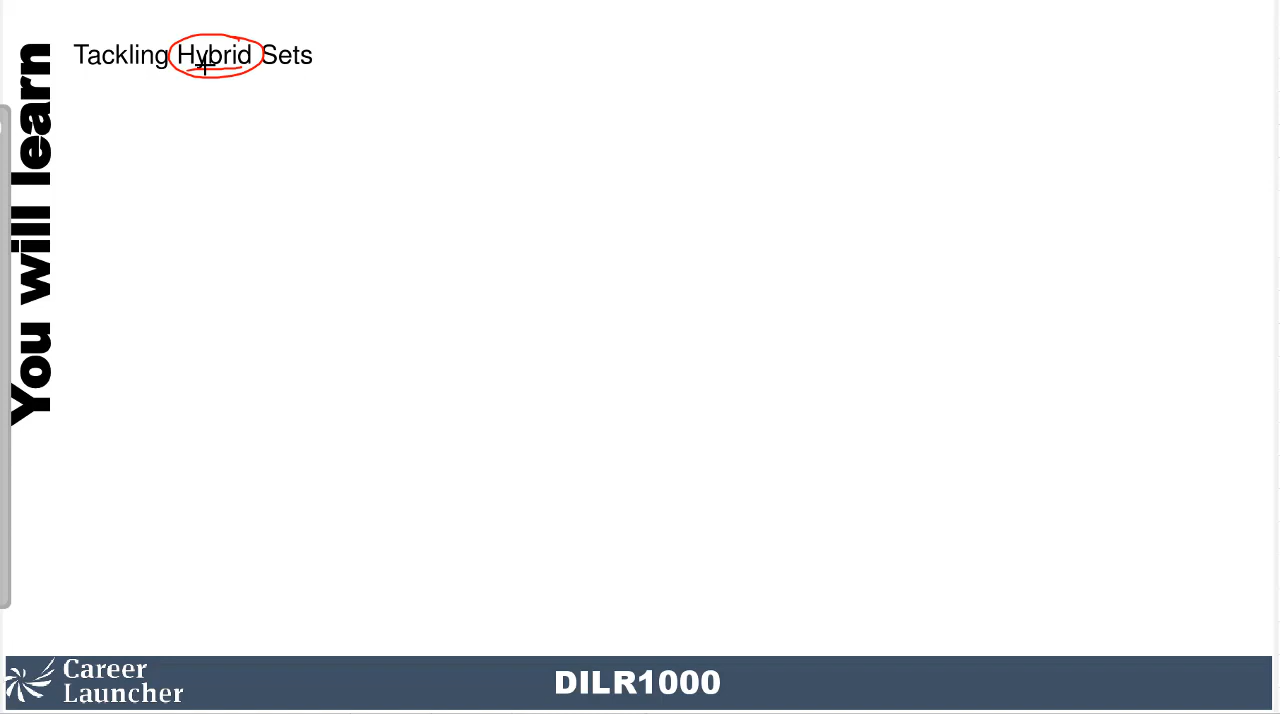 You will learn
Tackling Hybrid Sets
Career
Launcher
DILR1000